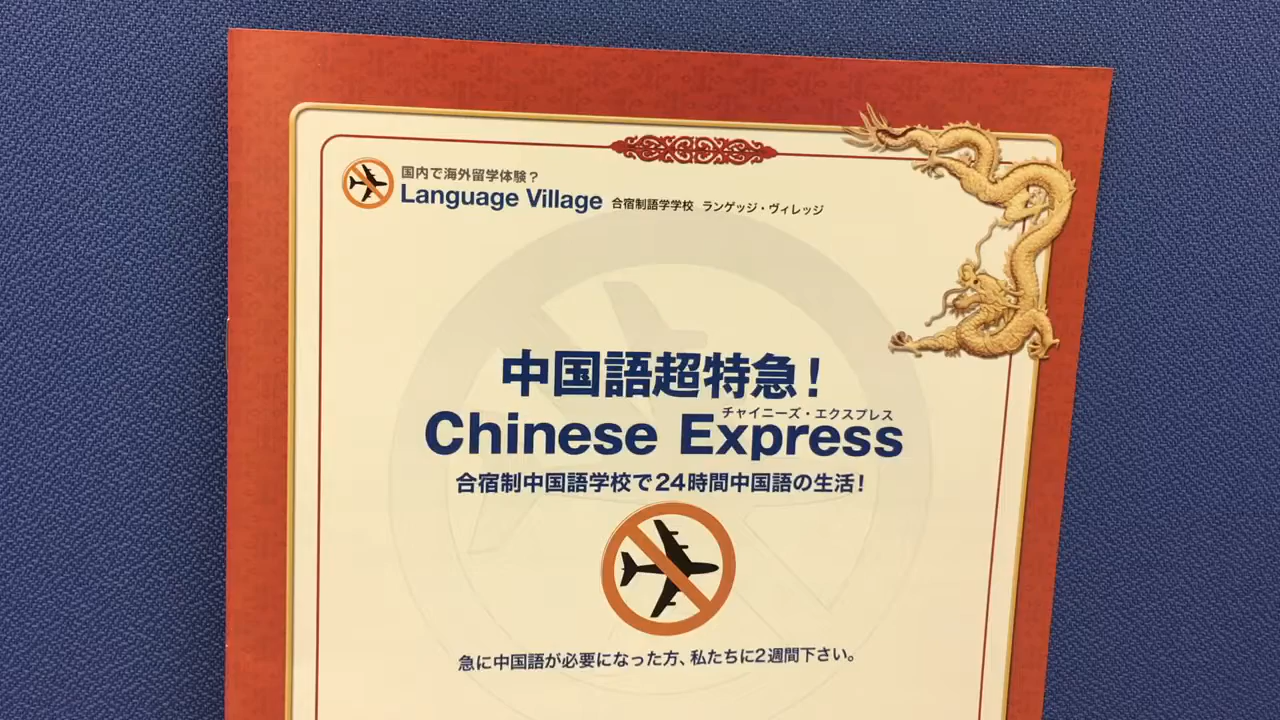 国内で海外留学体験？
Language Village 合宿制語学学校 ランゲッジ・ヴィレッジ
中国語超特急！
チャイニーズ・エクスプレス
Chinese Express
合宿制中国語学校で24時間中国語の生活！
急に中国語が必要になった方、私たちに2週間下さい。